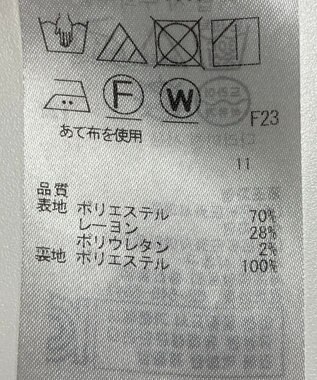 F
W
F23
あて布を使用
11
品質
表地 ポリエステル 70%
レーヨン 28%
ポリウレタン 2%
裏地 ポリエステル 100%